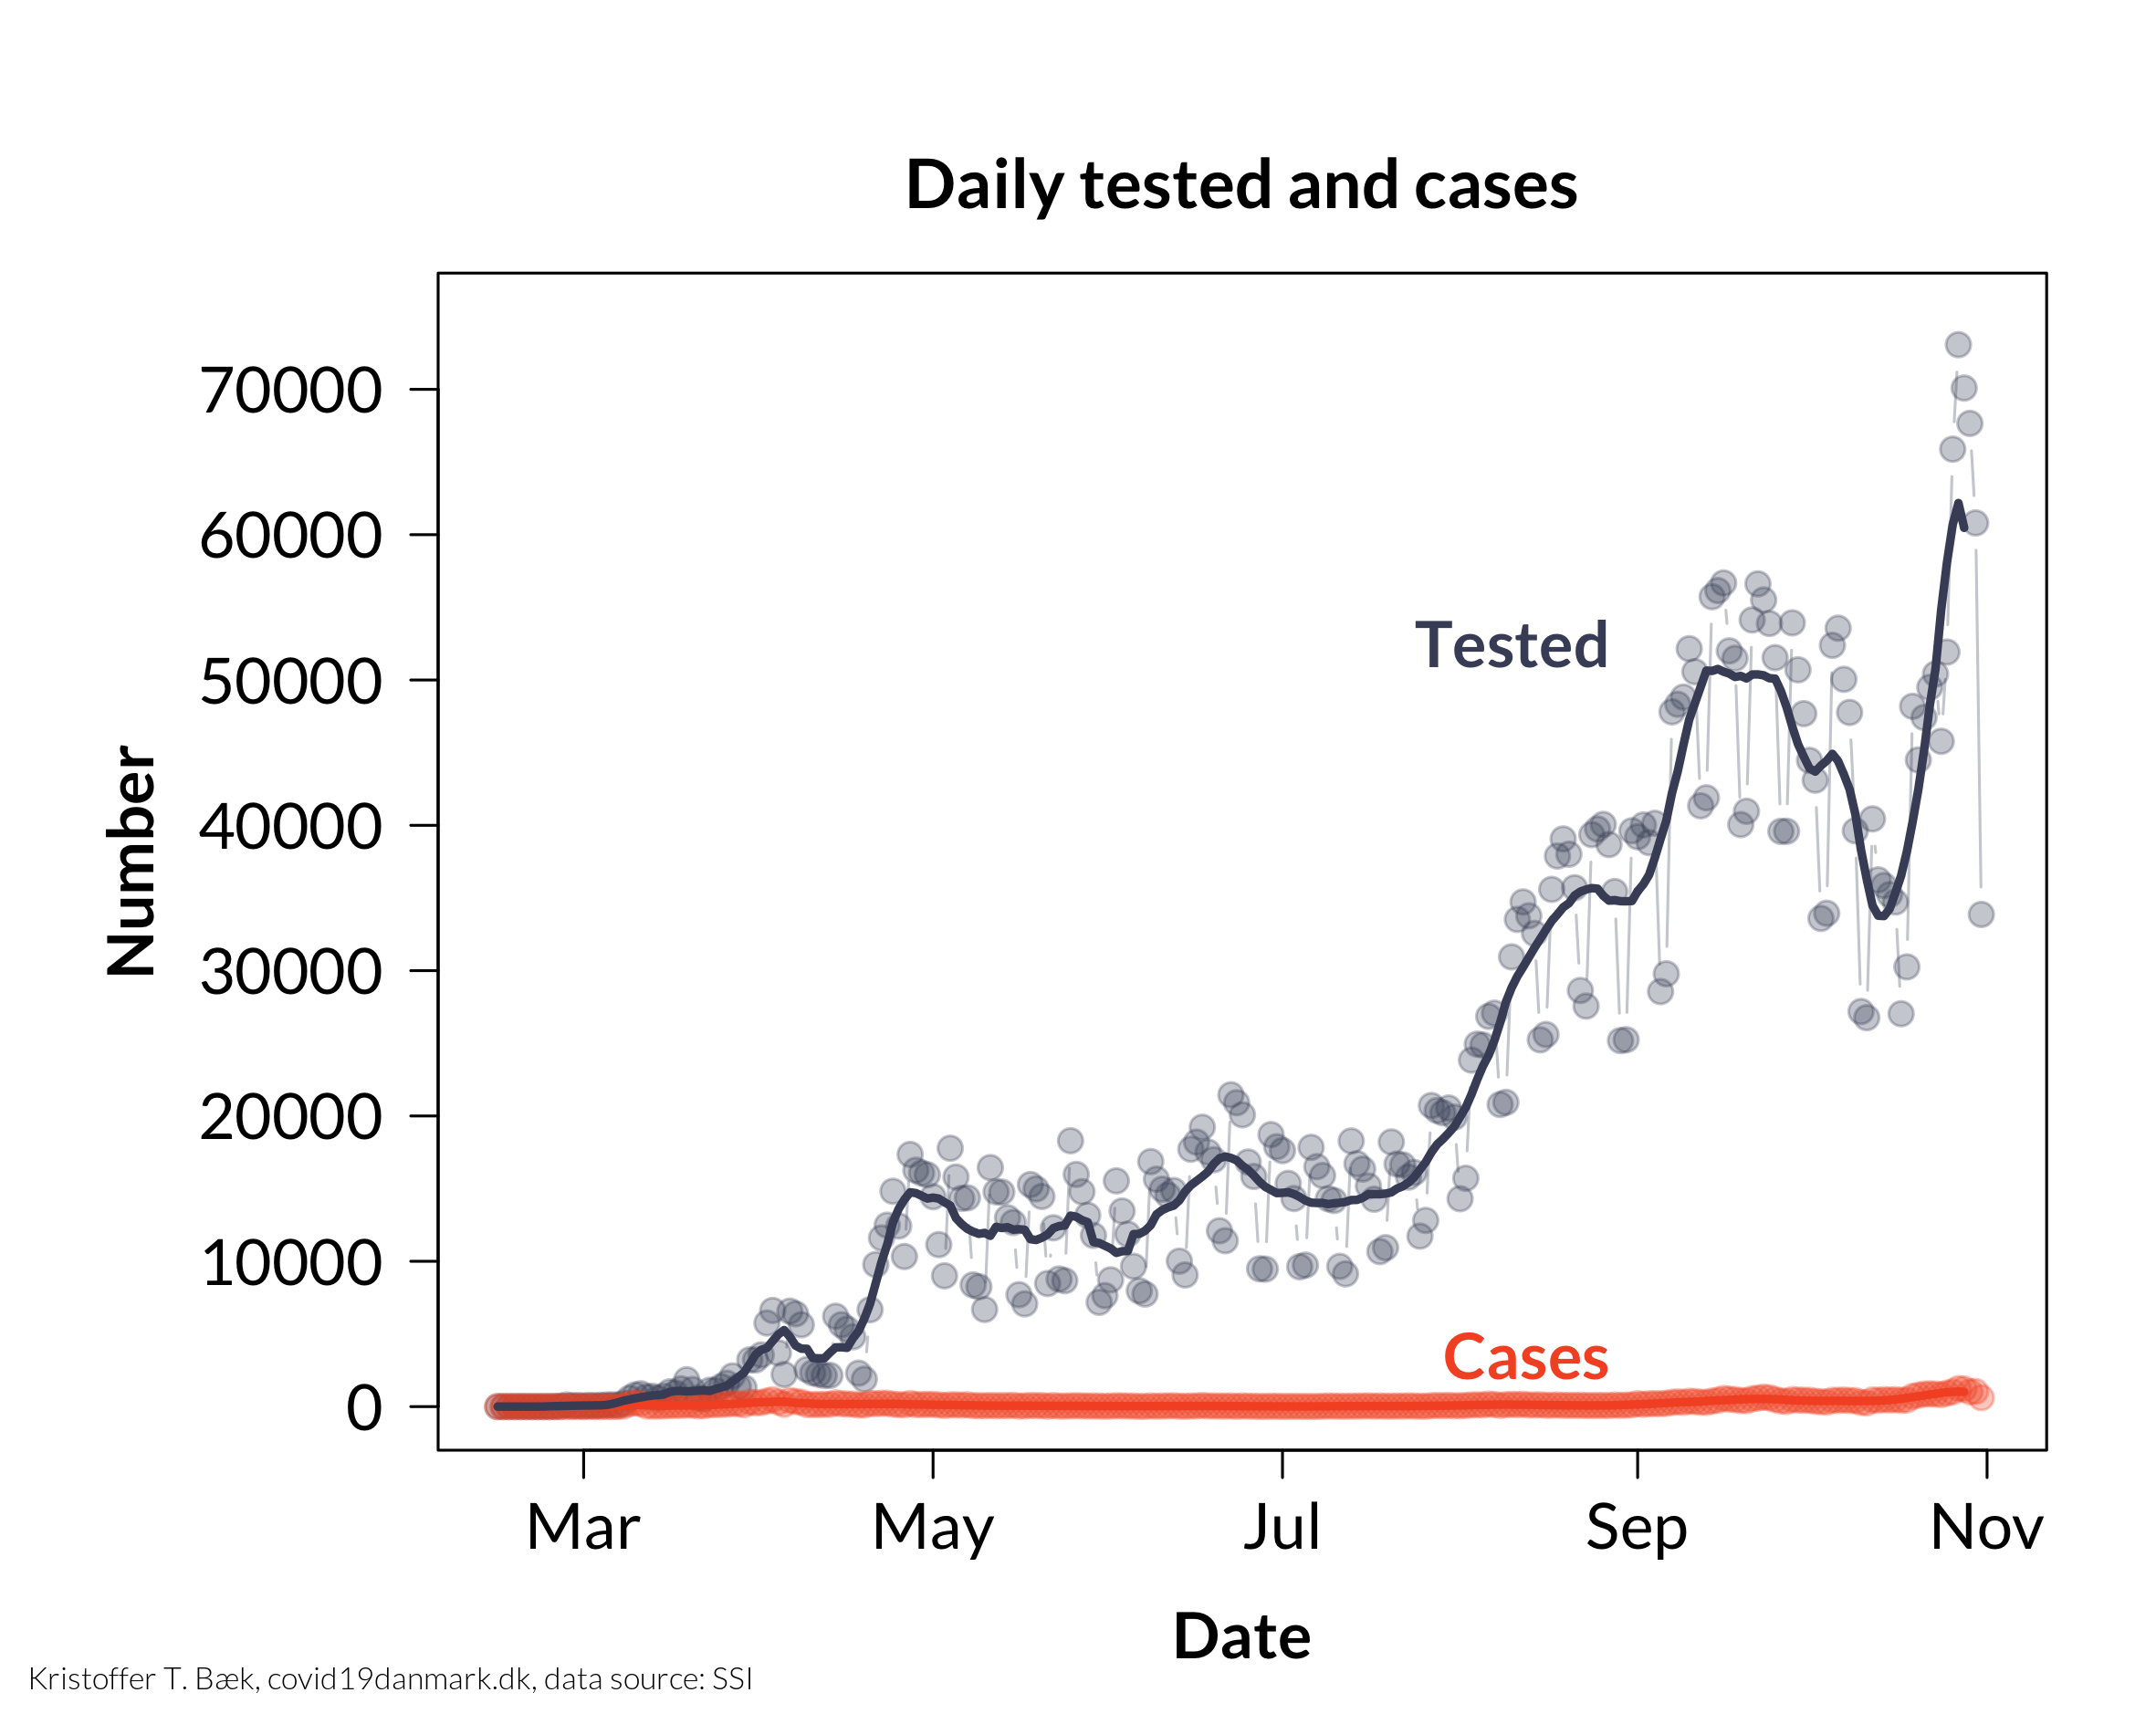 Daily tested and cases
Number
70000
60000
50000
40000
30000
20000
10000
0
Tested
Cases
Mar May Jul Sep Nov
Date
Kristoffer T. Bæk, covid19danmark.dk, data source: SSI